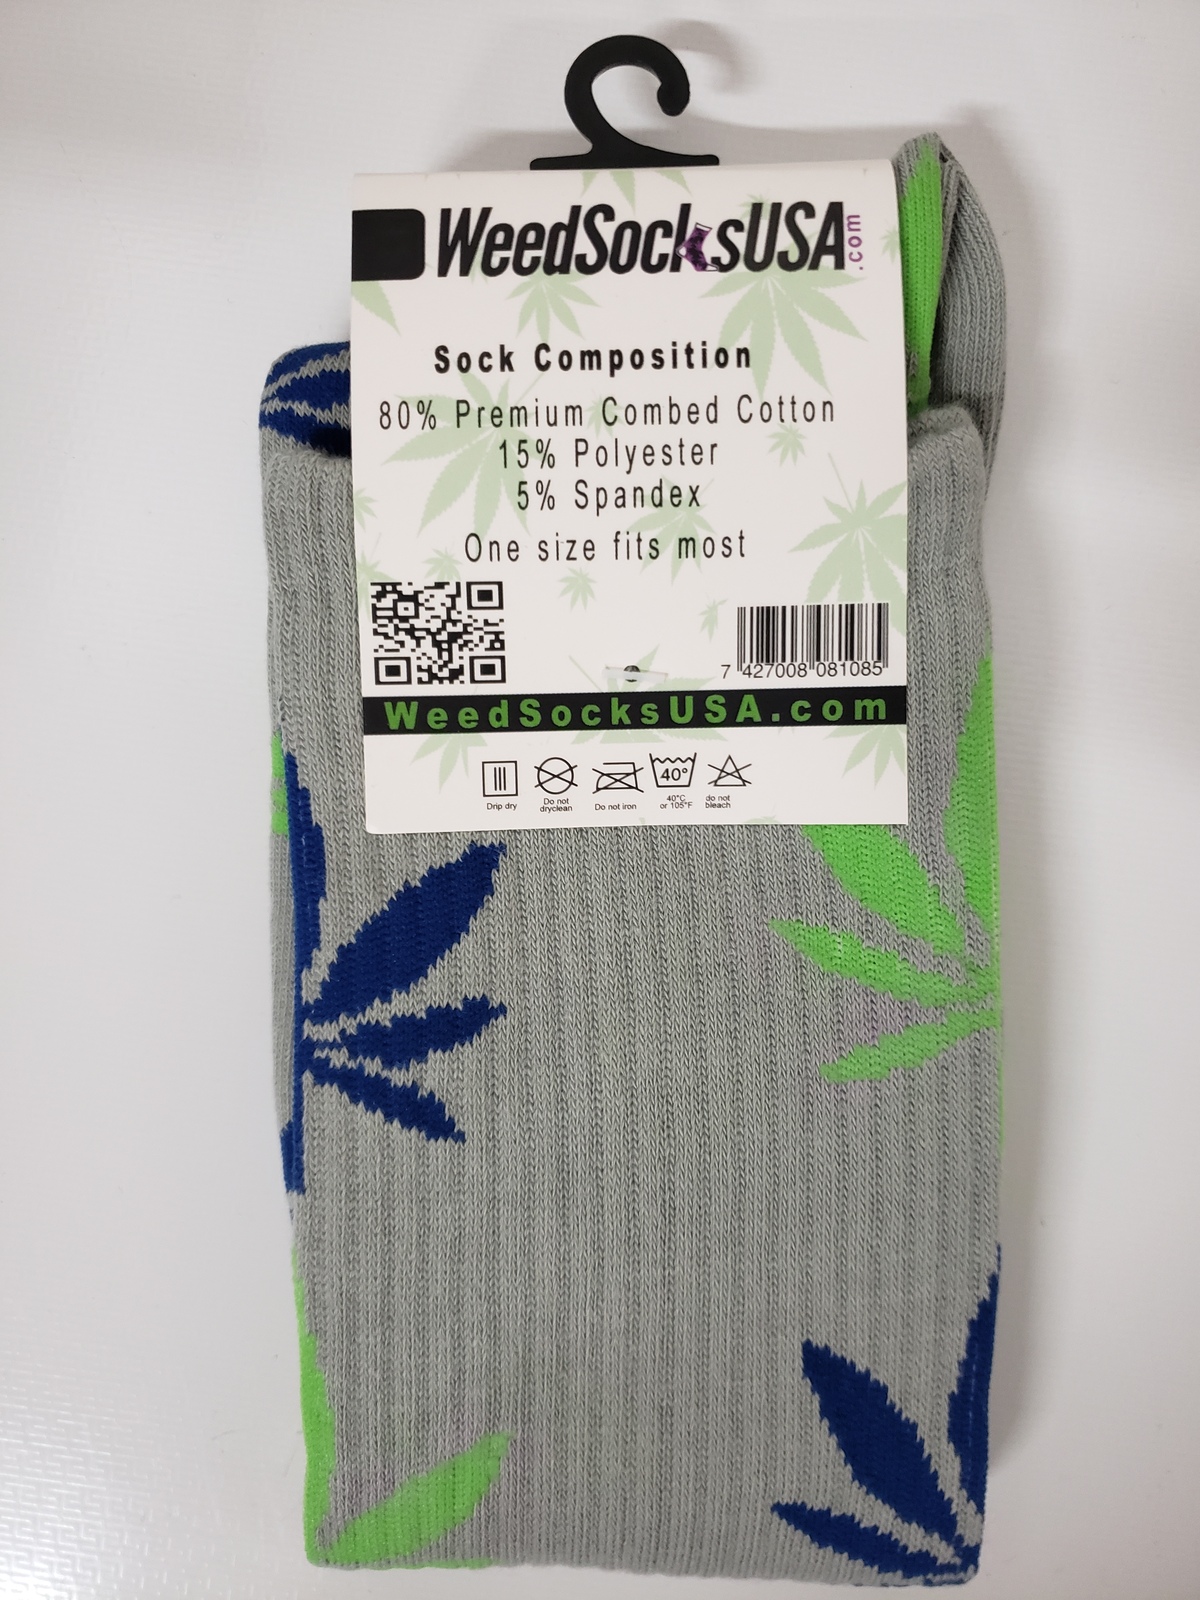 WeedSocksUSA.com
Sock Composition
80% Premium Combed Cotton
15% Polyester
5% Spandex
One size fits most
7 427008 081085
WeedSocksUSA.com
40°
Drip dry
Do not
dryclean
Do not iron
40°C
or 105°F
do not
bleach